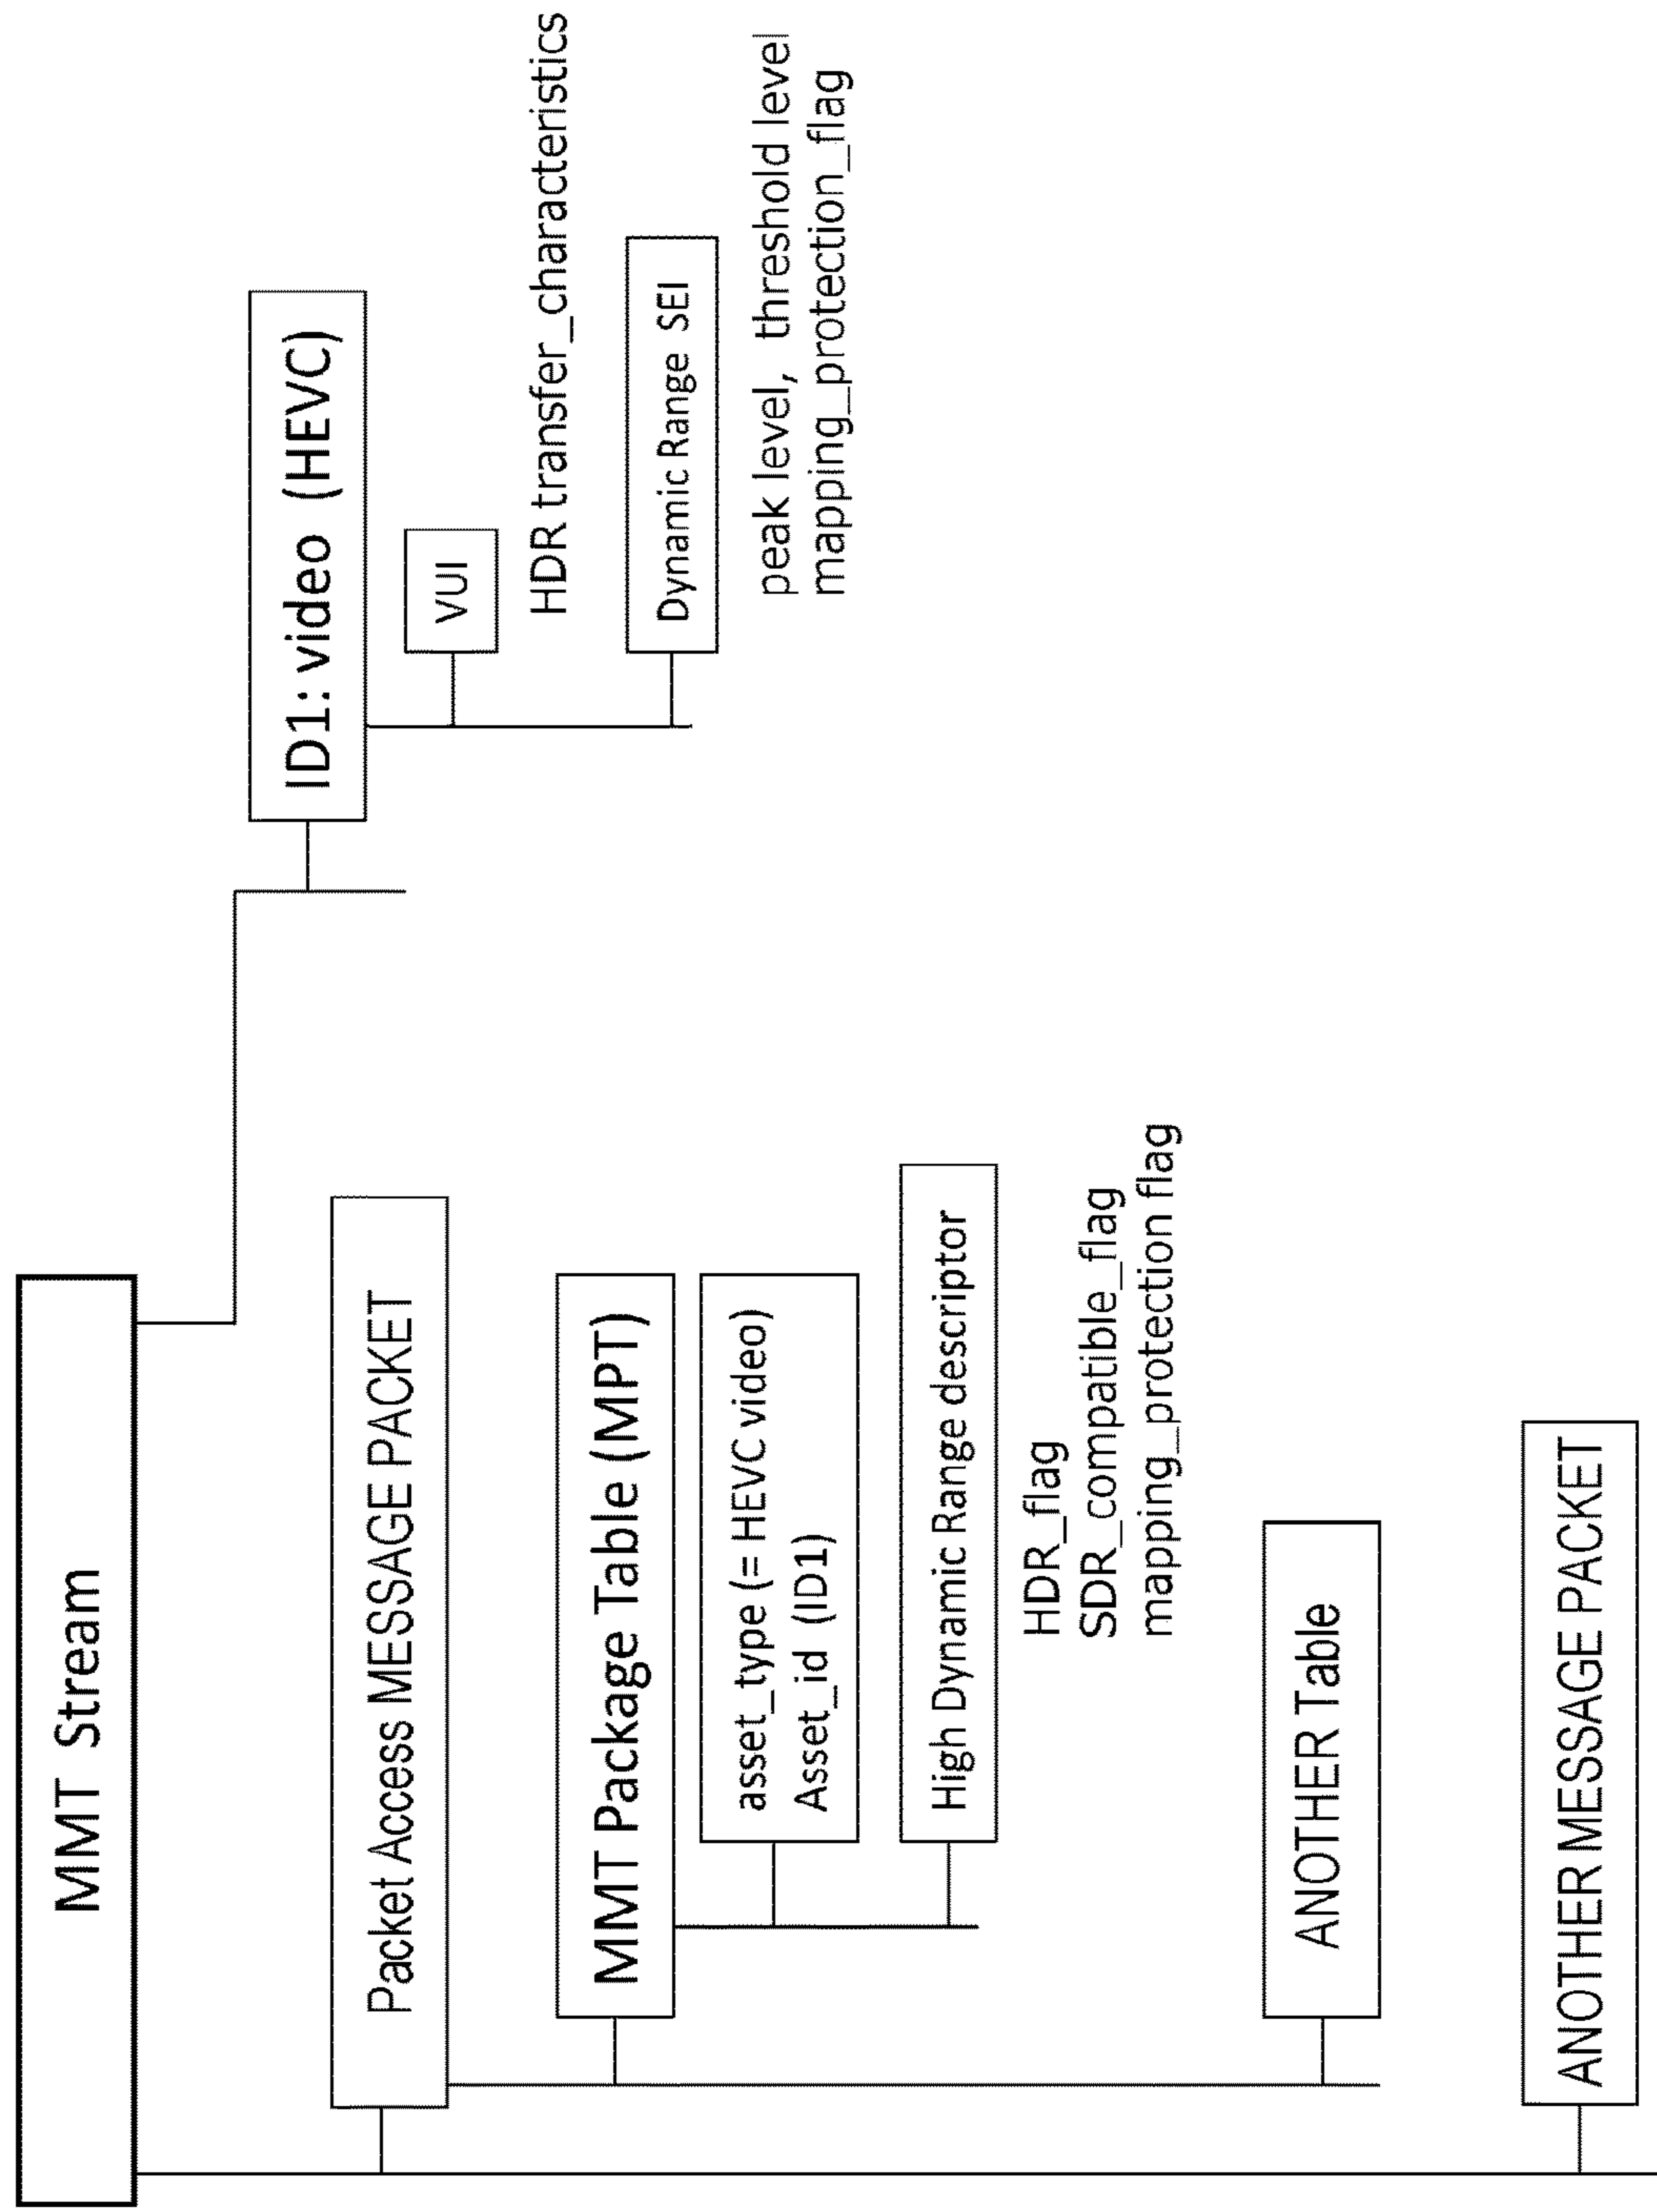 MMT Stream
Packet Access MESSAGE PACKET
MMT Package Table (MPT)
asset_type (= HEVC video)
Asset_id (ID1)
High Dynamic Range descriptor
HDR_flag
SDR_compatible_flag
mapping_protection flag
ANOTHER Table
ANOTHER MESSAGE PACKET
ID1: video (HEVC)
VUI
HDR transfer_characteristics
Dynamic Range SEI
peak level, threshold level
mapping_protection_flag